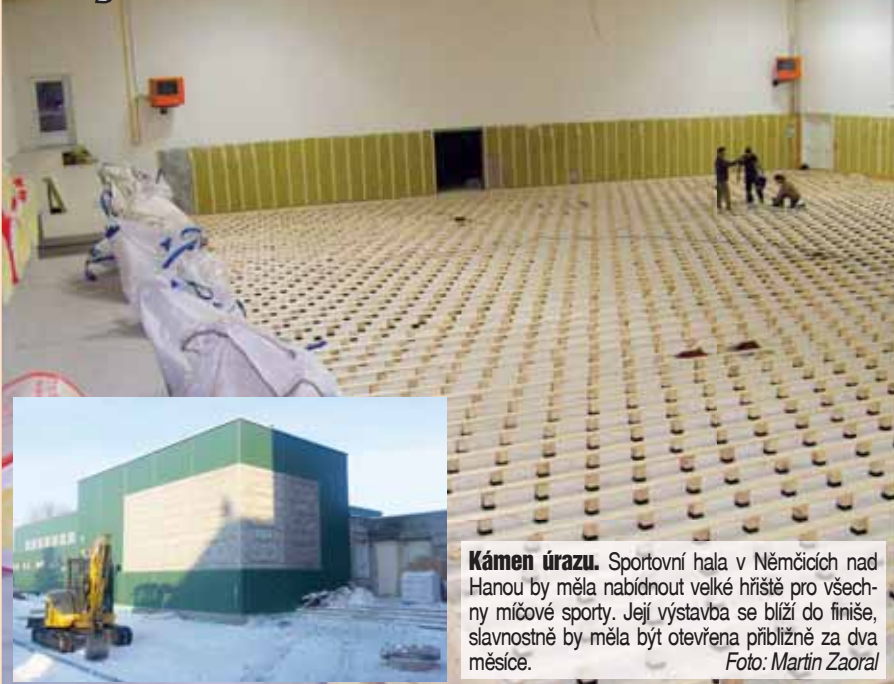 Kámen úrazu. Sportovní hala v Němčicích nad
Hanou by měla nabídnout velké hřiště pro všech-
ny míčové sporty. Její výstavba se blíží do finiše,
slavnostně by měla být otevřena přibližně za dva
měsíce. Foto: Martin Zaoral